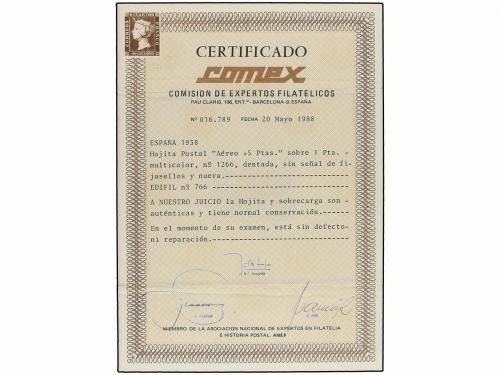 CERTIFICADO
comex
COMISION DE EXPERTOS FILATELICOS
PAU CLARIS, 106, ENT.º - BARCELONA-9. ESPAÑA
Nº 016.789 FECHA 20 Mayo 1988
ESPAÑA 1938
Hojita Postal "Aéreo +5 Ptas." sobre 1 Pta. -
multicolor, nº 1266, dentada, sin señal de fi-
jasellos y nueva.
EDIFIL nº 766
A NUESTRO JUICIO la Hojita y sobrecarga son -
auténticas y tiene normal conservación.
En el momento de su examen, está sin defecto-
ni reparación.
MIEMBRO DE LA ASOCIACION NACIONAL DE EXPERTOS EN FILATELIA
E HISTORIA POSTAL. ANEF